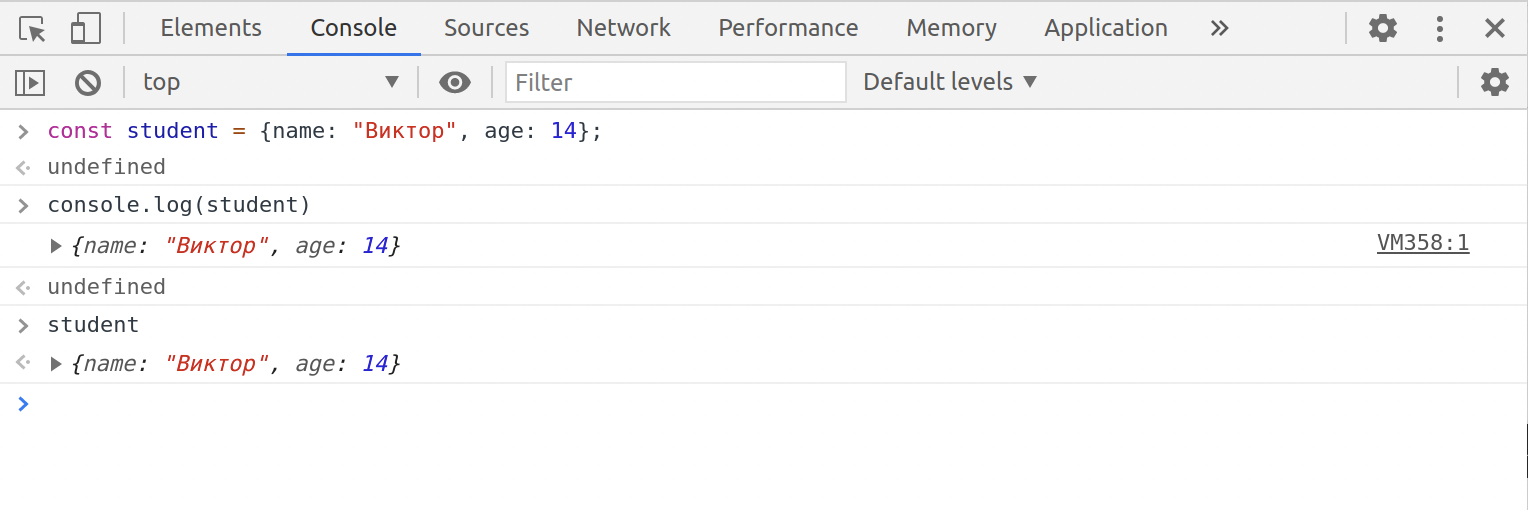 Elements Console Sources Network Performance Memory Application
top Filter Default levels
const student = {name: "Виктор", age: 14};
undefined
console.log(student)
{name: "Виктор", age: 14} VM358:1
undefined
student
{name: "Виктор", age: 14}